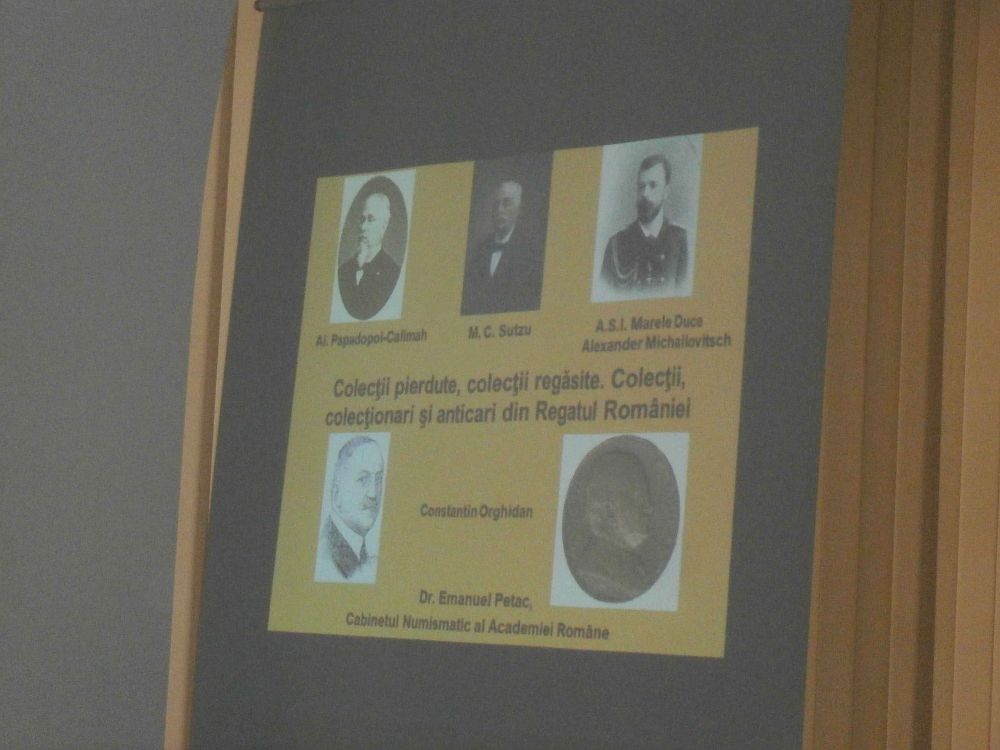 Al. Papadopol-Calimah
M. C. Sutzu
A.S.I. Marele Duce
Alexander Michailovitsch
Colecţii pierdute, colecţii regăsite. Colecţii,
colecţionari şi anticari din Regatul României
Constantin Orghidan
Dr. Emanuel Petac,
Cabinetul Numismatic al Academiei Române